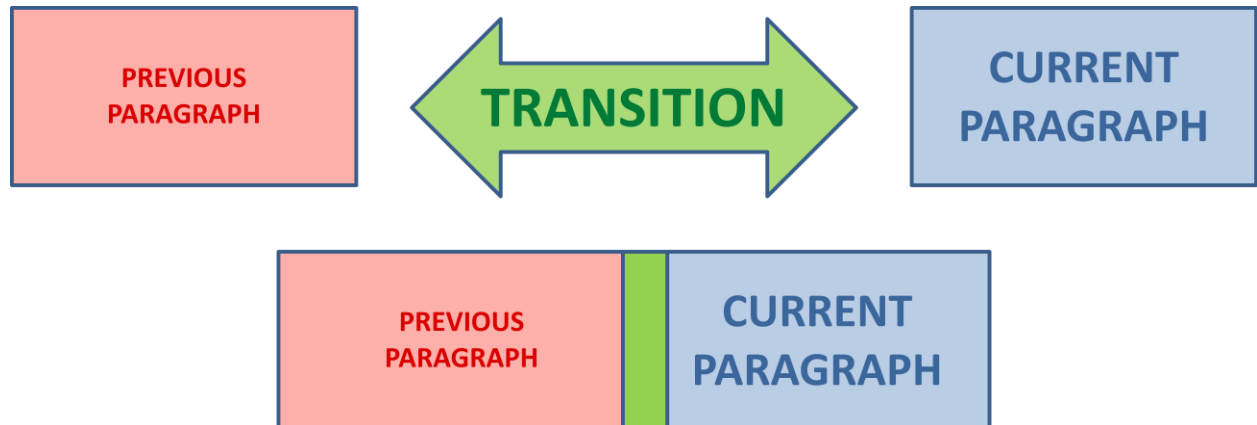 PREVIOUS
PARAGRAPH
TRANSITION
CURRENT
PARAGRAPH
PREVIOUS
PARAGRAPH
CURRENT
PARAGRAPH